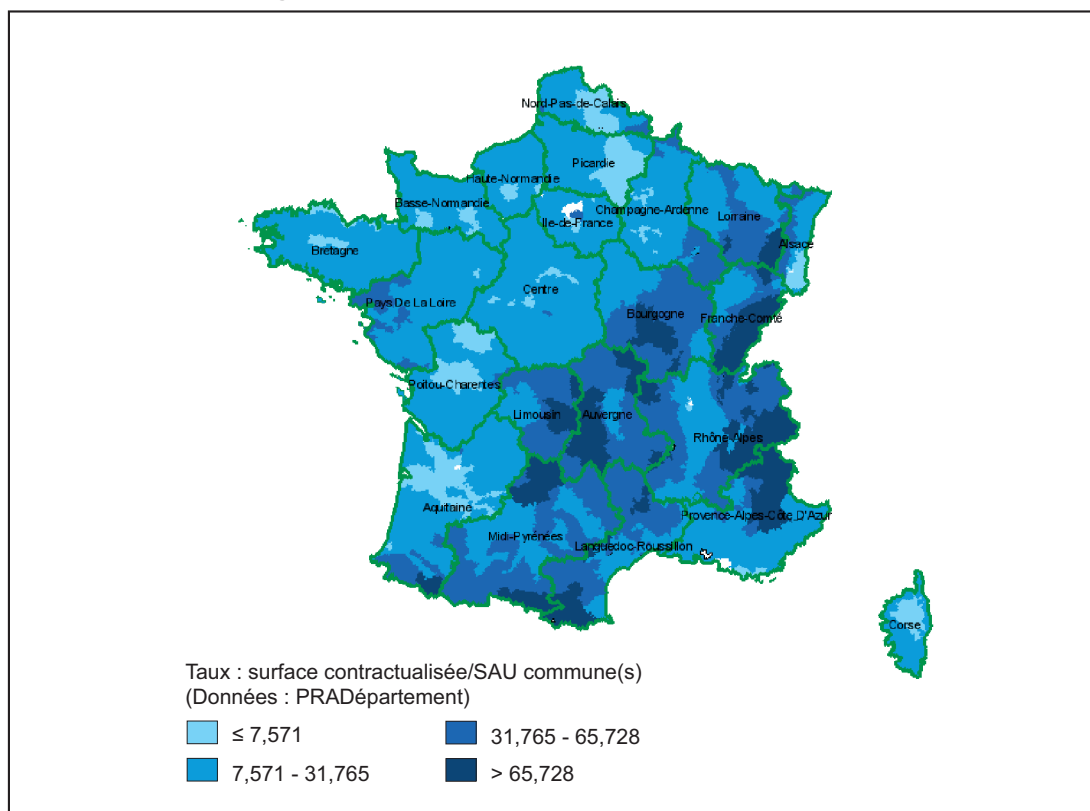 Nord-Pas-de-Calais
Picardie
Haute-Normandie
Basse-Normandie
Ile-de-France
Champagne-Ardenne
Lorraine
Alsace
Bretagne
Pays De La Loire
Centre
Bourgogne
Franche-Comté
Poitou-Charentes
Limousin
Auvergne
Rhône-Alpes
Aquitaine
Midi-Pyrénées
Languedoc-Roussillon
Provence-Alpes-Côte D'Azur
Corse
Taux : surface contractualisée/SAU commune(s)
(Données : PRADépartement)
≤ 7,571
31,765 - 65,728
7,571 - 31,765
> 65,728